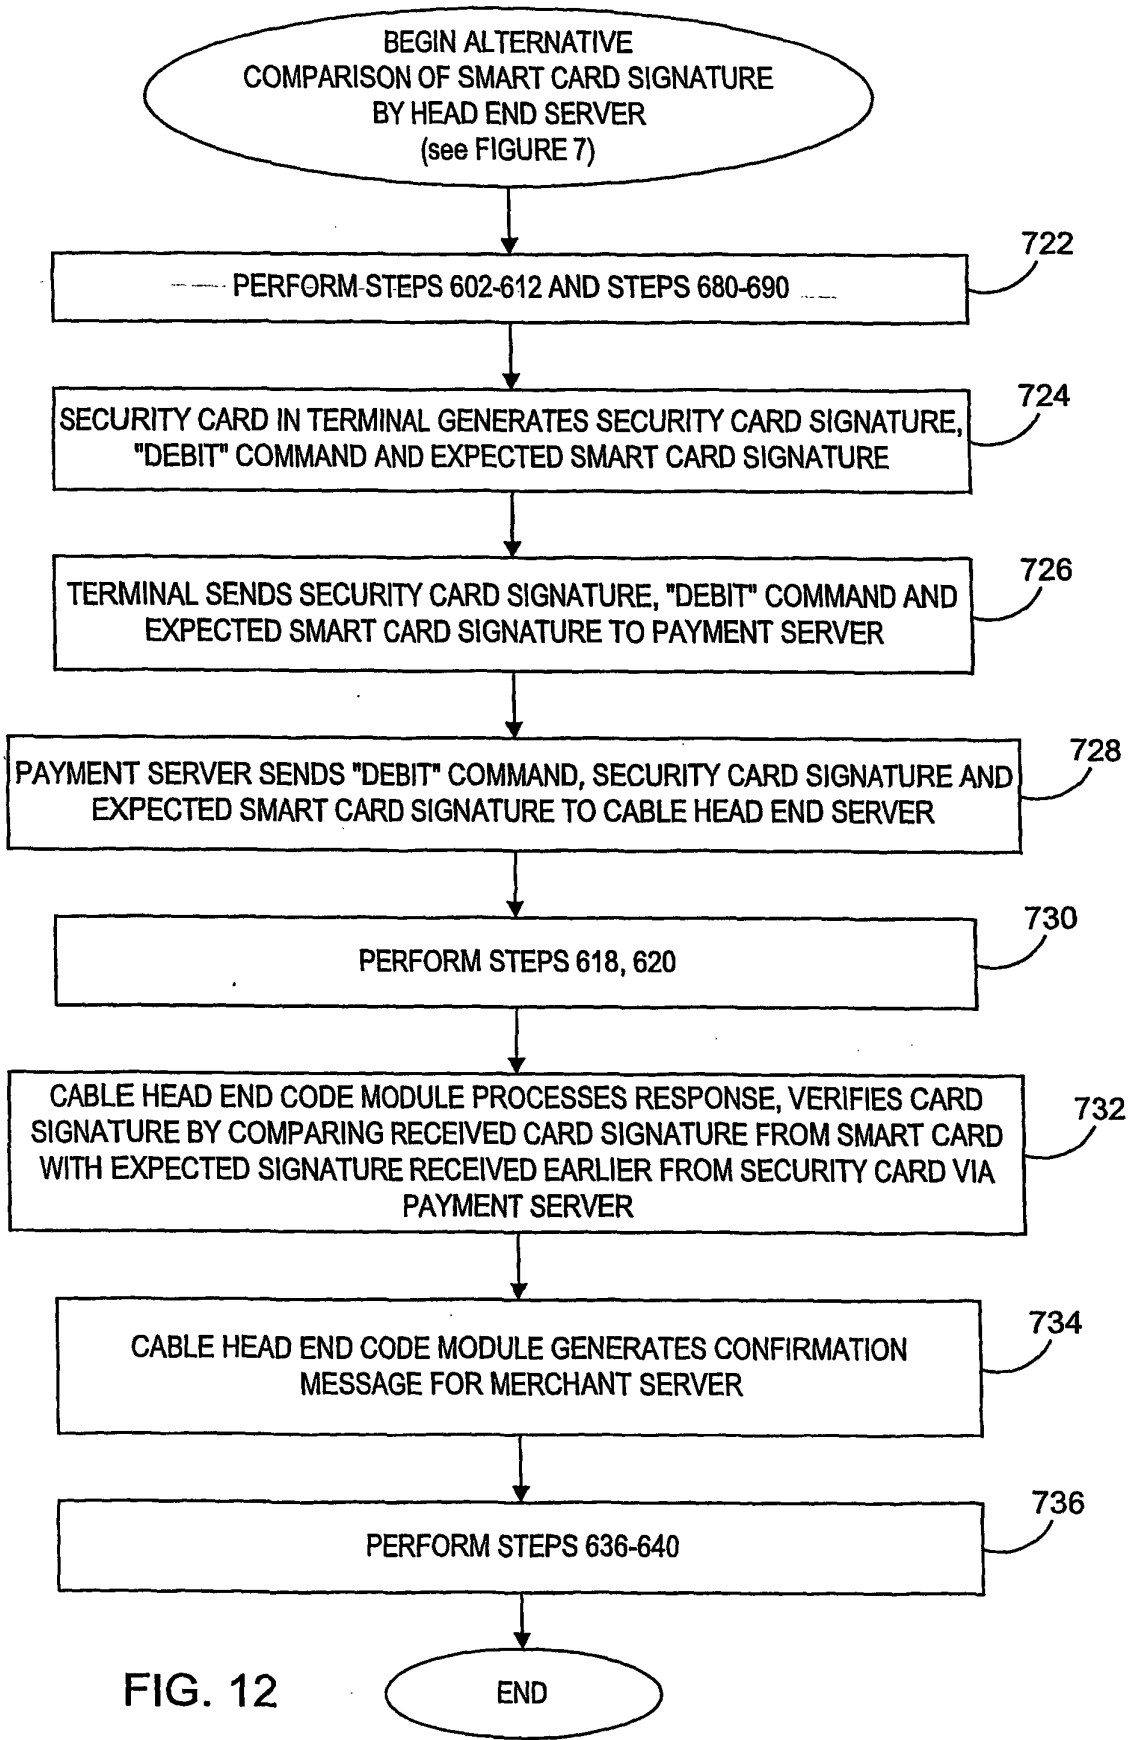 BEGIN ALTERNATIVE
COMPARISON OF SMART CARD SIGNATURE
BY HEAD END SERVER
(see FIGURE 7)
722
PERFORM STEPS 602-612 AND STEPS 680-690
724
SECURITY CARD IN TERMINAL GENERATES SECURITY CARD SIGNATURE,
"DEBIT" COMMAND AND EXPECTED SMART CARD SIGNATURE
726
TERMINAL SENDS SECURITY CARD SIGNATURE, "DEBIT" COMMAND AND
EXPECTED SMART CARD SIGNATURE TO PAYMENT SERVER
728
PAYMENT SERVER SENDS "DEBIT" COMMAND, SECURITY CARD SIGNATURE AND
EXPECTED SMART CARD SIGNATURE TO CABLE HEAD END SERVER
730
PERFORM STEPS 618, 620
732
CABLE HEAD END CODE MODULE PROCESSES RESPONSE, VERIFIES CARD
SIGNATURE BY COMPARING RECEIVED CARD SIGNATURE FROM SMART CARD
WITH EXPECTED SIGNATURE RECEIVED EARLIER FROM SECURITY CARD VIA
PAYMENT SERVER
734
CABLE HEAD END CODE MODULE GENERATES CONFIRMATION
MESSAGE FOR MERCHANT SERVER
736
PERFORM STEPS 636-640
END
FIG. 12